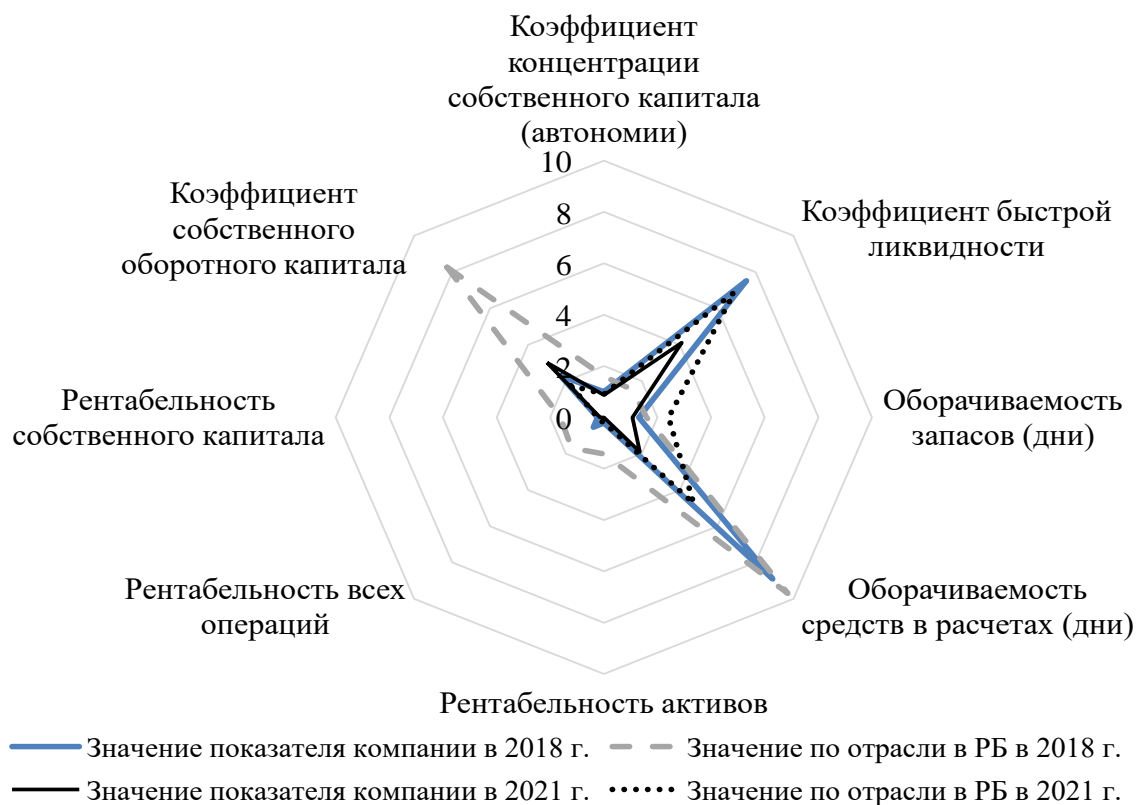 Коэффициент
концентрации
собственного капитала
(автономии)
10
8
6
4
2
0
Коэффициент быстрой
ликвидности
Оборачиваемость
запасов (дни)
Оборачиваемость
средств в расчетах (дни)
Рентабельность активов
Рентабельность всех
операций
Рентабельность
собственного капитала
Коэффициент
собственного
оборотного капитала
Значение показателя компании в 2018 г.
Значение по отрасли в РБ в 2018 г.
Значение показателя компании в 2021 г.
Значение по отрасли в РБ в 2021 г.